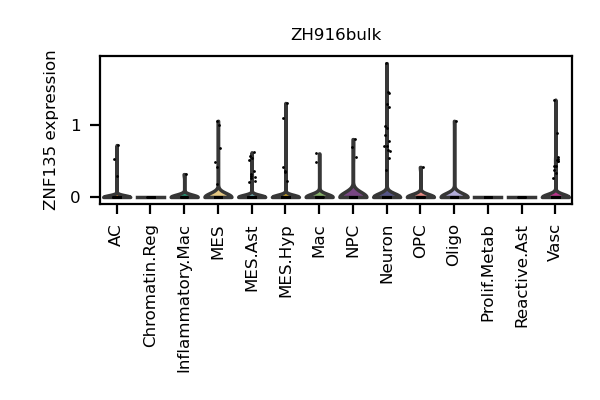 ZH916bulk
ZNF135 expression
1
0
AC
Chromatin.Reg
Inflammatory.Mac
MES
MES.Ast
MES.Hyp
Mac
NPC
Neuron
OPC
Oligo
Prolif.Metab
Reactive.Ast
Vasc